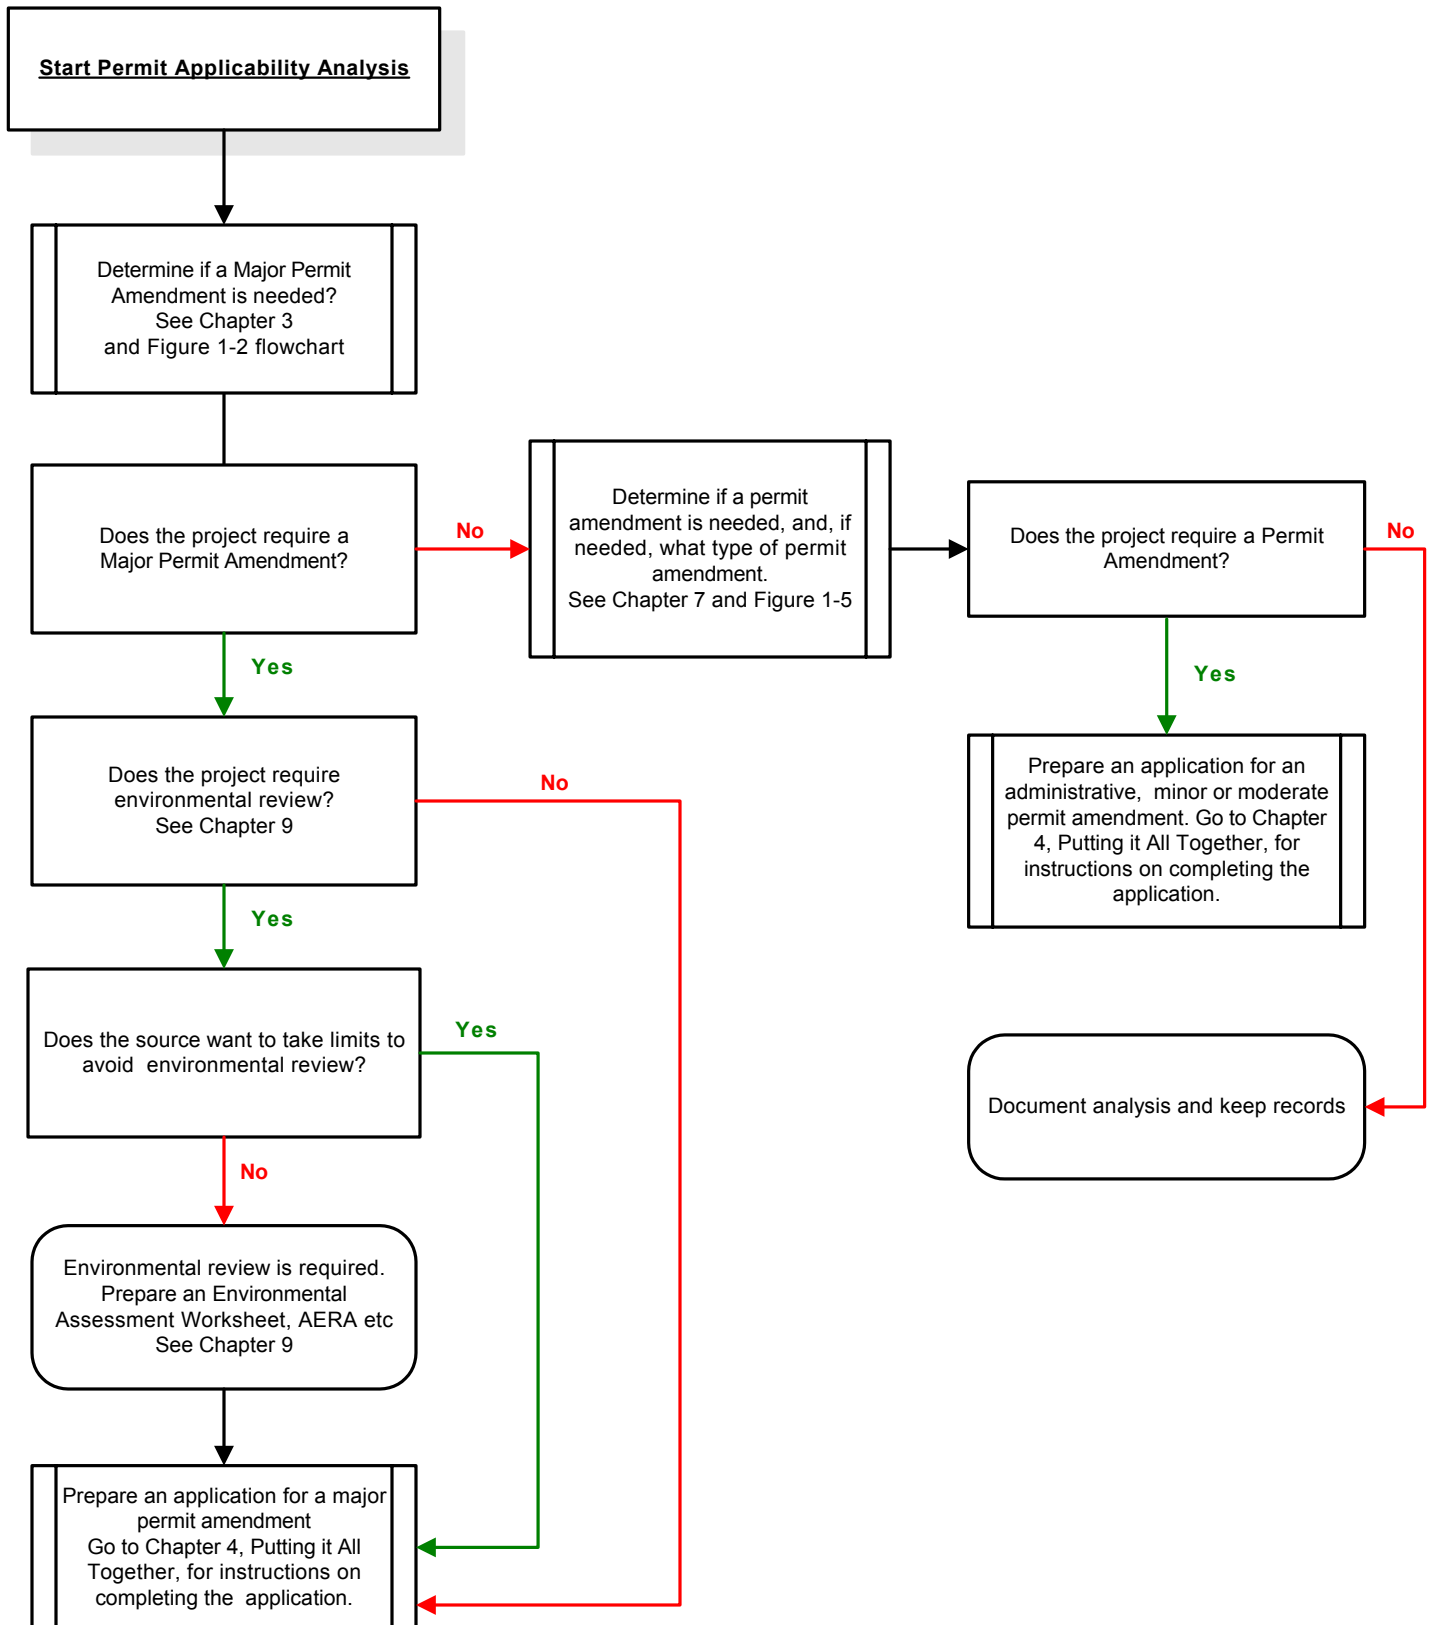 Start Permit Applicability Analysis
Determine if a Major Permit
Amendment is needed?
See Chapter 3
and Figure 1-2 flowchart
Does the project require a
Major Permit Amendment?
No
Determine if a permit
amendment is needed, and, if
needed, what type of permit
amendment.
See Chapter 7 and Figure 1-5
Does the project require a Permit
Amendment?
No
Yes
Yes
Does the project require
environmental review?
See Chapter 9
No
Prepare an application for an
administrative, minor or moderate
permit amendment. Go to Chapter
4, Putting it All Together, for
instructions on completing the
application.
Yes
Does the source want to take limits to
avoid environmental review?
Yes
Document analysis and keep records
No
Environmental review is required.
Prepare an Environmental
Assessment Worksheet, AERA etc
See Chapter 9
Prepare an application for a major
permit amendment
Go to Chapter 4, Putting it All
Together, for instructions on
completing the application.